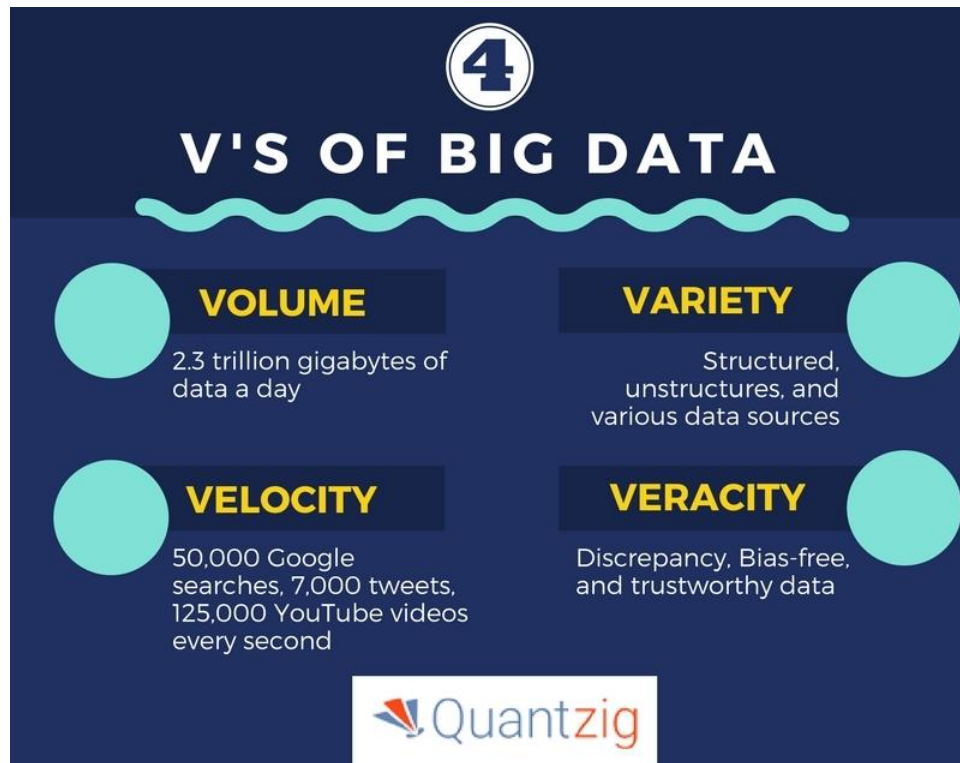 4
V'S OF BIG DATA
VOLUME
2.3 trillion gigabytes of
data a day
VARIETY
Structured,
unstructures, and
various data sources
VELOCITY
50,000 Google
searches, 7,000 tweets,
125,000 YouTube videos
every second
VERACITY
Discrepancy, Bias-free,
and trustworthy data
Quantzig